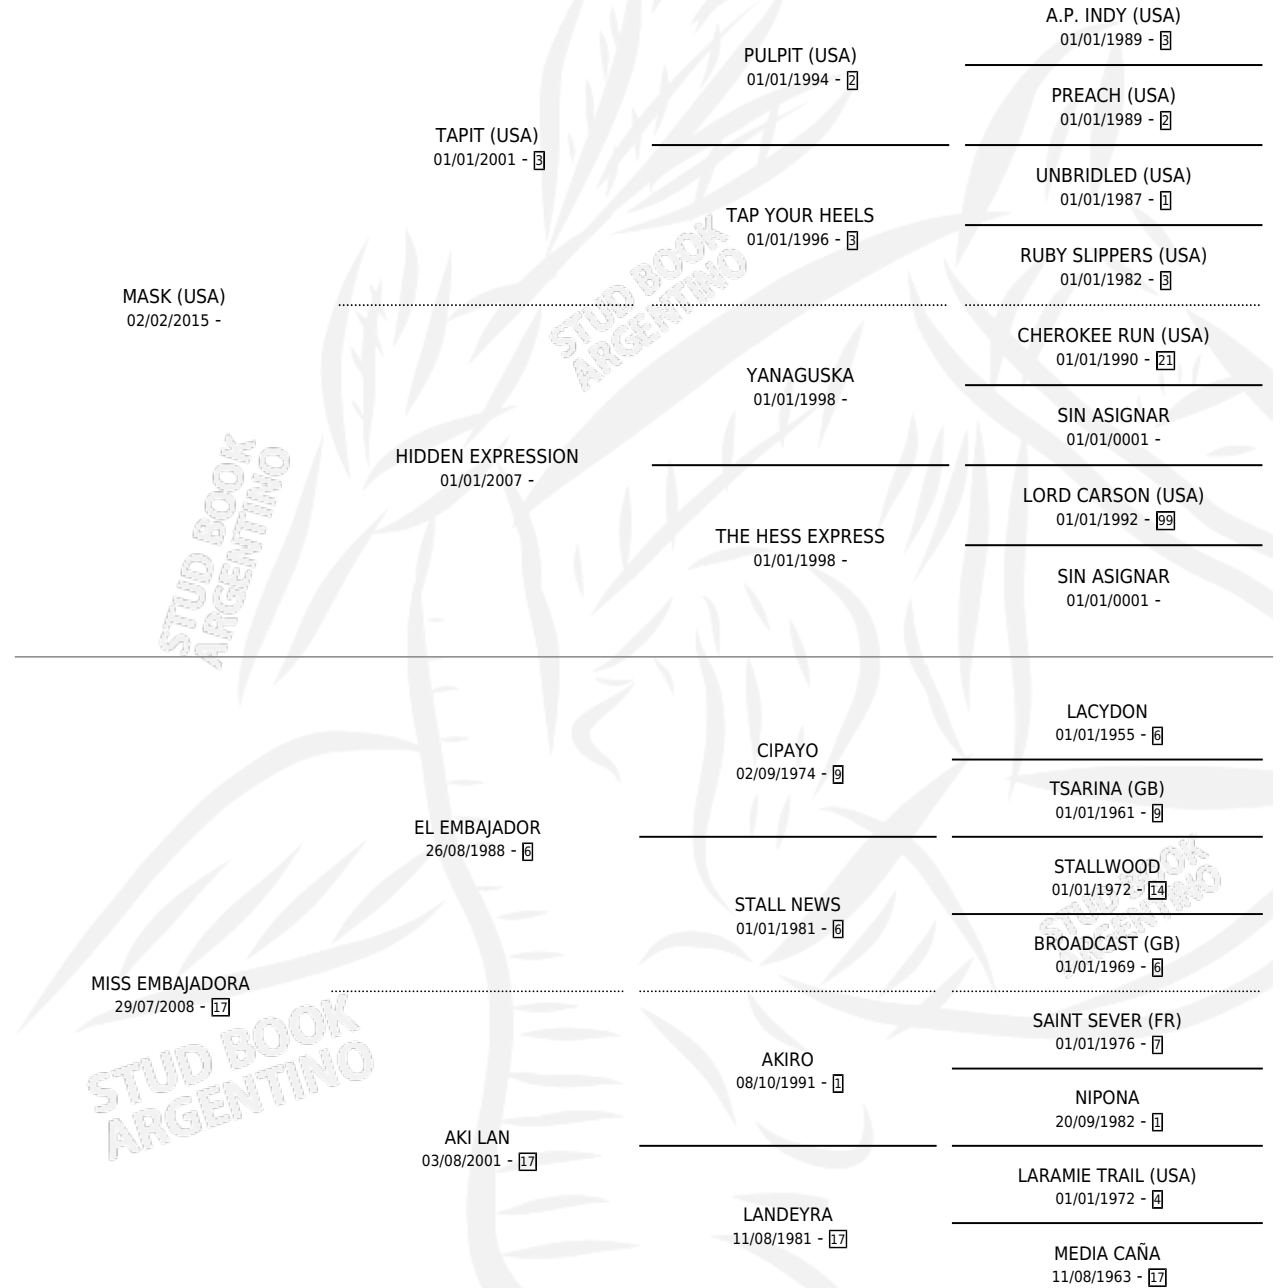 A.P. INDY (USA)
01/01/1989 - 3
PULPIT (USA)
01/01/1994 - 2
PREACH (USA)
01/01/1989 - 2
TAPIT (USA)
01/01/2001 - 3
UNBRIDLED (USA)
01/01/1987 - 1
TAP YOUR HEELS
01/01/1996 - 3
RUBY SLIPPERS (USA)
01/01/1982 - 3
MASK (USA)
02/02/2015 -
STUD BOOK
ARGENTINO
CHEROKEE RUN (USA)
01/01/1990 - 21
YANAGUSKA
01/01/1998 -
SIN ASIGNAR
01/01/0001 -
HIDDEN EXPRESSION
01/01/2007 -
LORD CARSON (USA)
01/01/1992 - 99
THE HESS EXPRESS
01/01/1998 -
SIN ASIGNAR
01/01/0001 -
STUD BOOK
ARGENTINO
LACYDON
01/01/1955 - 6
CIPAYO
02/09/1974 - 9
TSARINA (GB)
01/01/1961 - 9
EL EMBAJADOR
26/08/1988 - 6
STALLWOOD
01/01/1972 - 14
STALL NEWS
01/01/1981 - 6
BROADCAST (GB)
01/01/1969 - 6
STUD BOOK
ARGENTINO
MISS EMBAJADORA
29/07/2008 - 17
SAINT SEVER (FR)
01/01/1976 - 7
AKIRO
08/10/1991 - 1
NIPONA
20/09/1982 - 1
STUD BOOK
ARGENTINO
AKI LAN
03/08/2001 - 17
LARAMIE TRAIL (USA)
01/01/1972 - 4
LANDEYRA
11/08/1981 - 17
MEDIA CAÑA
11/08/1963 - 17